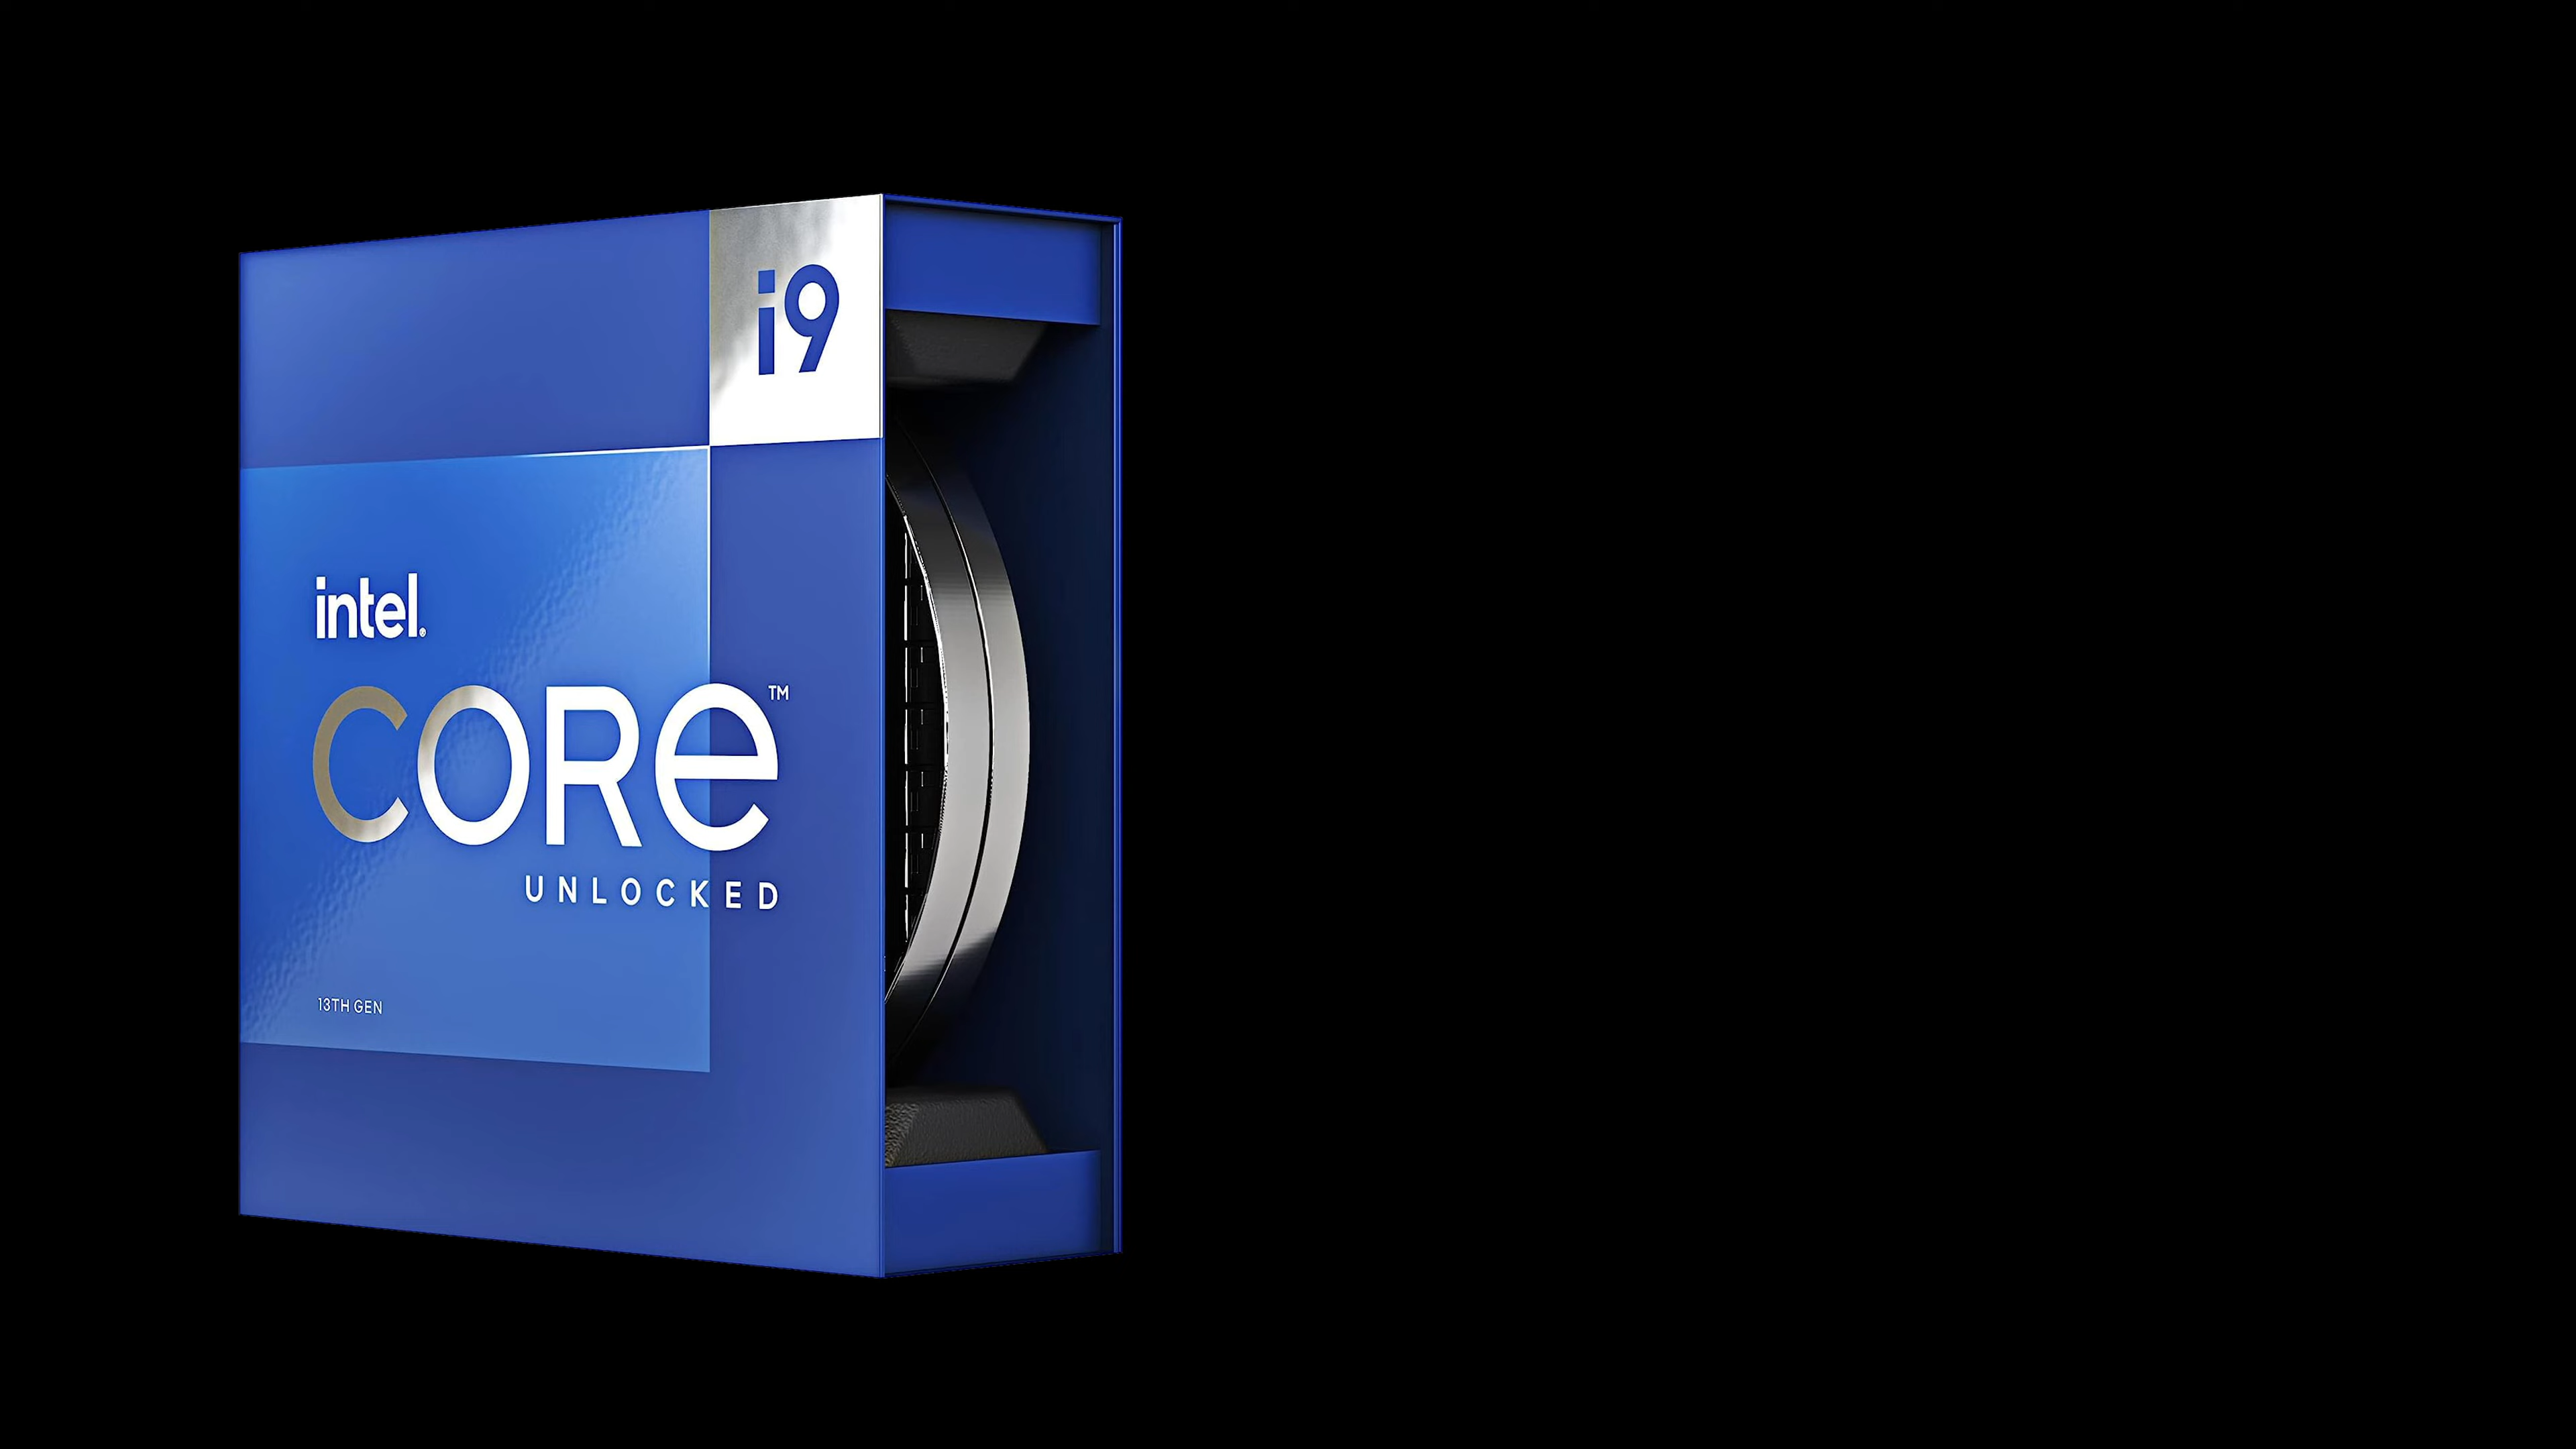 i9
intel®
CORe™
UNLOCKED
13TH GEN